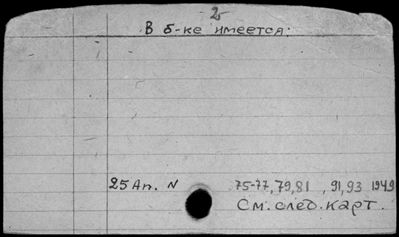 2
В б-ке имеется:
25 Ап. N 75-77, 79, 81 , 91, 93 1949
См. след. карт.